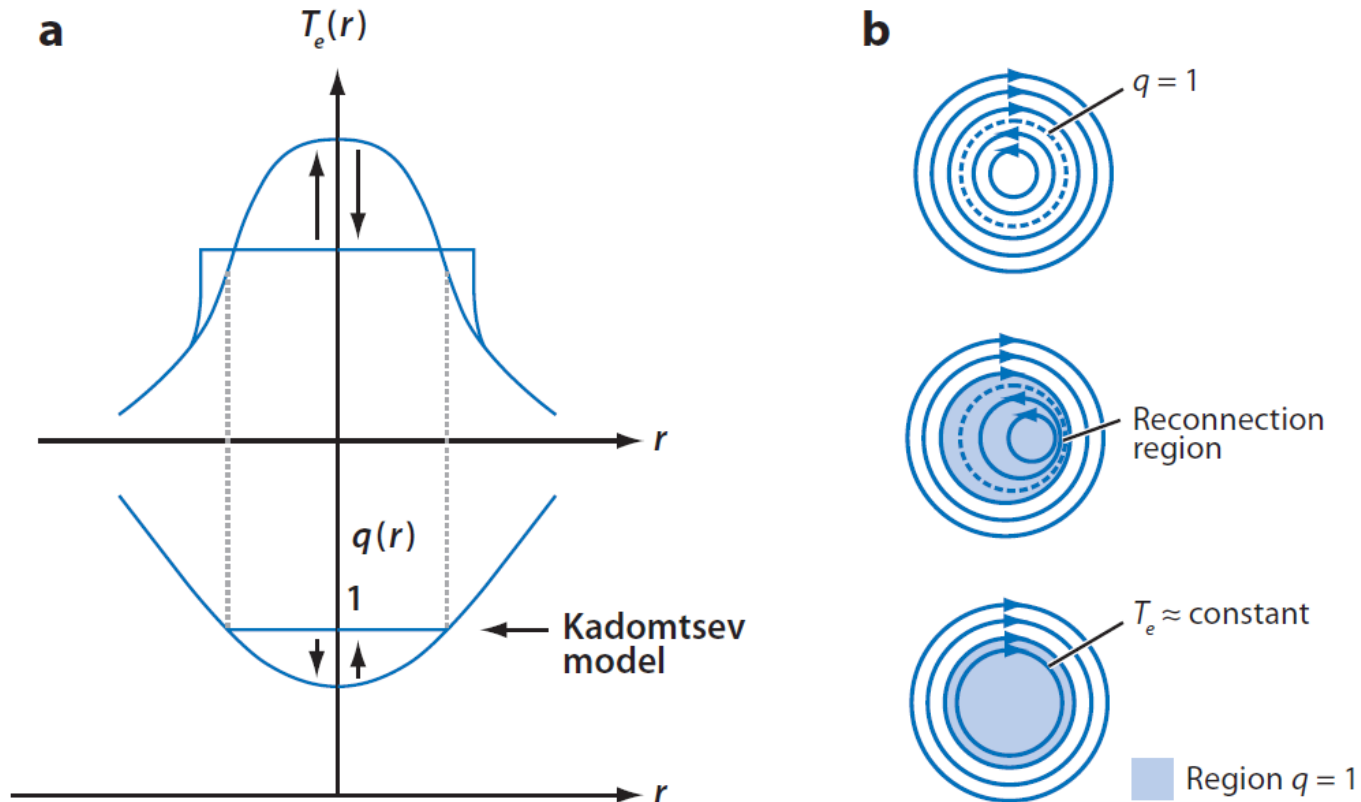 a
Te(r)
r
q(r)
1
Kadomtsev
model
r
b
q = 1
Reconnection
region
Te ≈ constant
Region q = 1